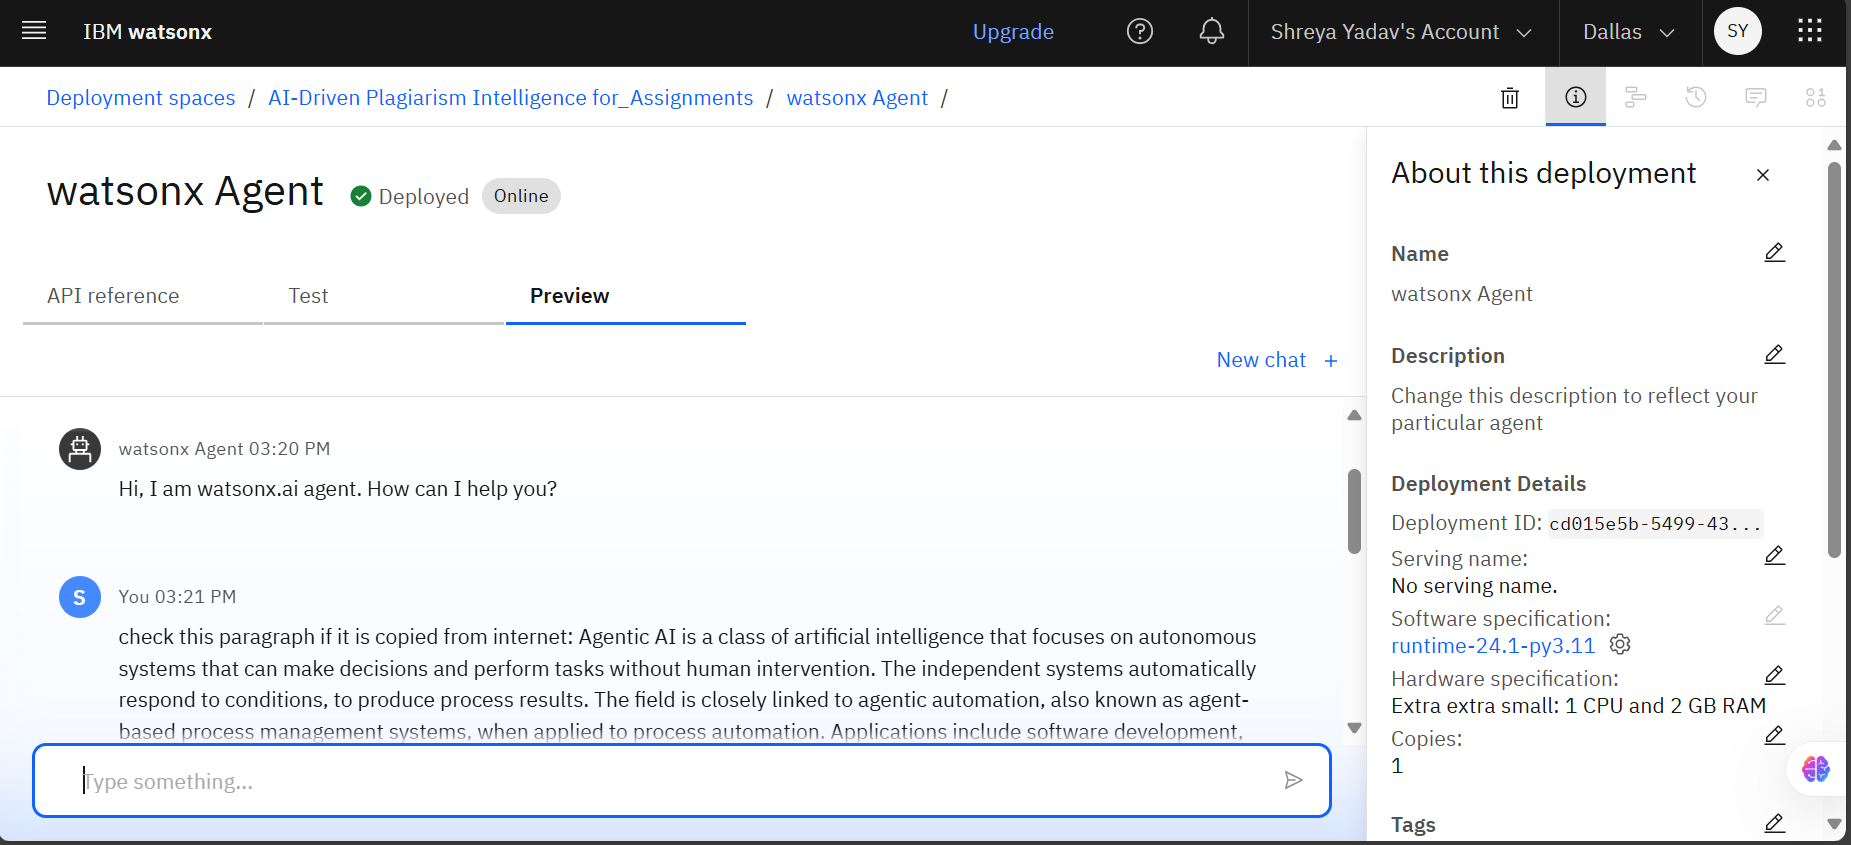 IBM watsonx
Upgrade
Shreya Yadav's Account
Dallas
SY
Deployment spaces / AI-Driven Plagiarism Intelligence for_Assignments / watsonx Agent /
watsonx Agent
Deployed
Online
API reference
Test
Preview
New chat +
watsonx Agent 03:20 PM
Hi, I am watsonx.ai agent. How can I help you?
S
You 03:21 PM
check this paragraph if it is copied from internet: Agentic AI is a class of artificial intelligence that focuses on autonomous
systems that can make decisions and perform tasks without human intervention. The independent systems automatically
respond to conditions, to produce process results. The field is closely linked to agentic automation, also known as agent-
based process management systems, when applied to process automation. Applications include software development,
Type something...
About this deployment
Name
watsonx Agent
Description
Change this description to reflect your
particular agent
Deployment Details
Deployment ID: cd015e5b-5499-43...
Serving name:
No serving name.
Software specification:
runtime-24.1-py3.11
Hardware specification:
Extra extra small: 1 CPU and 2 GB RAM
Copies:
1
Tags